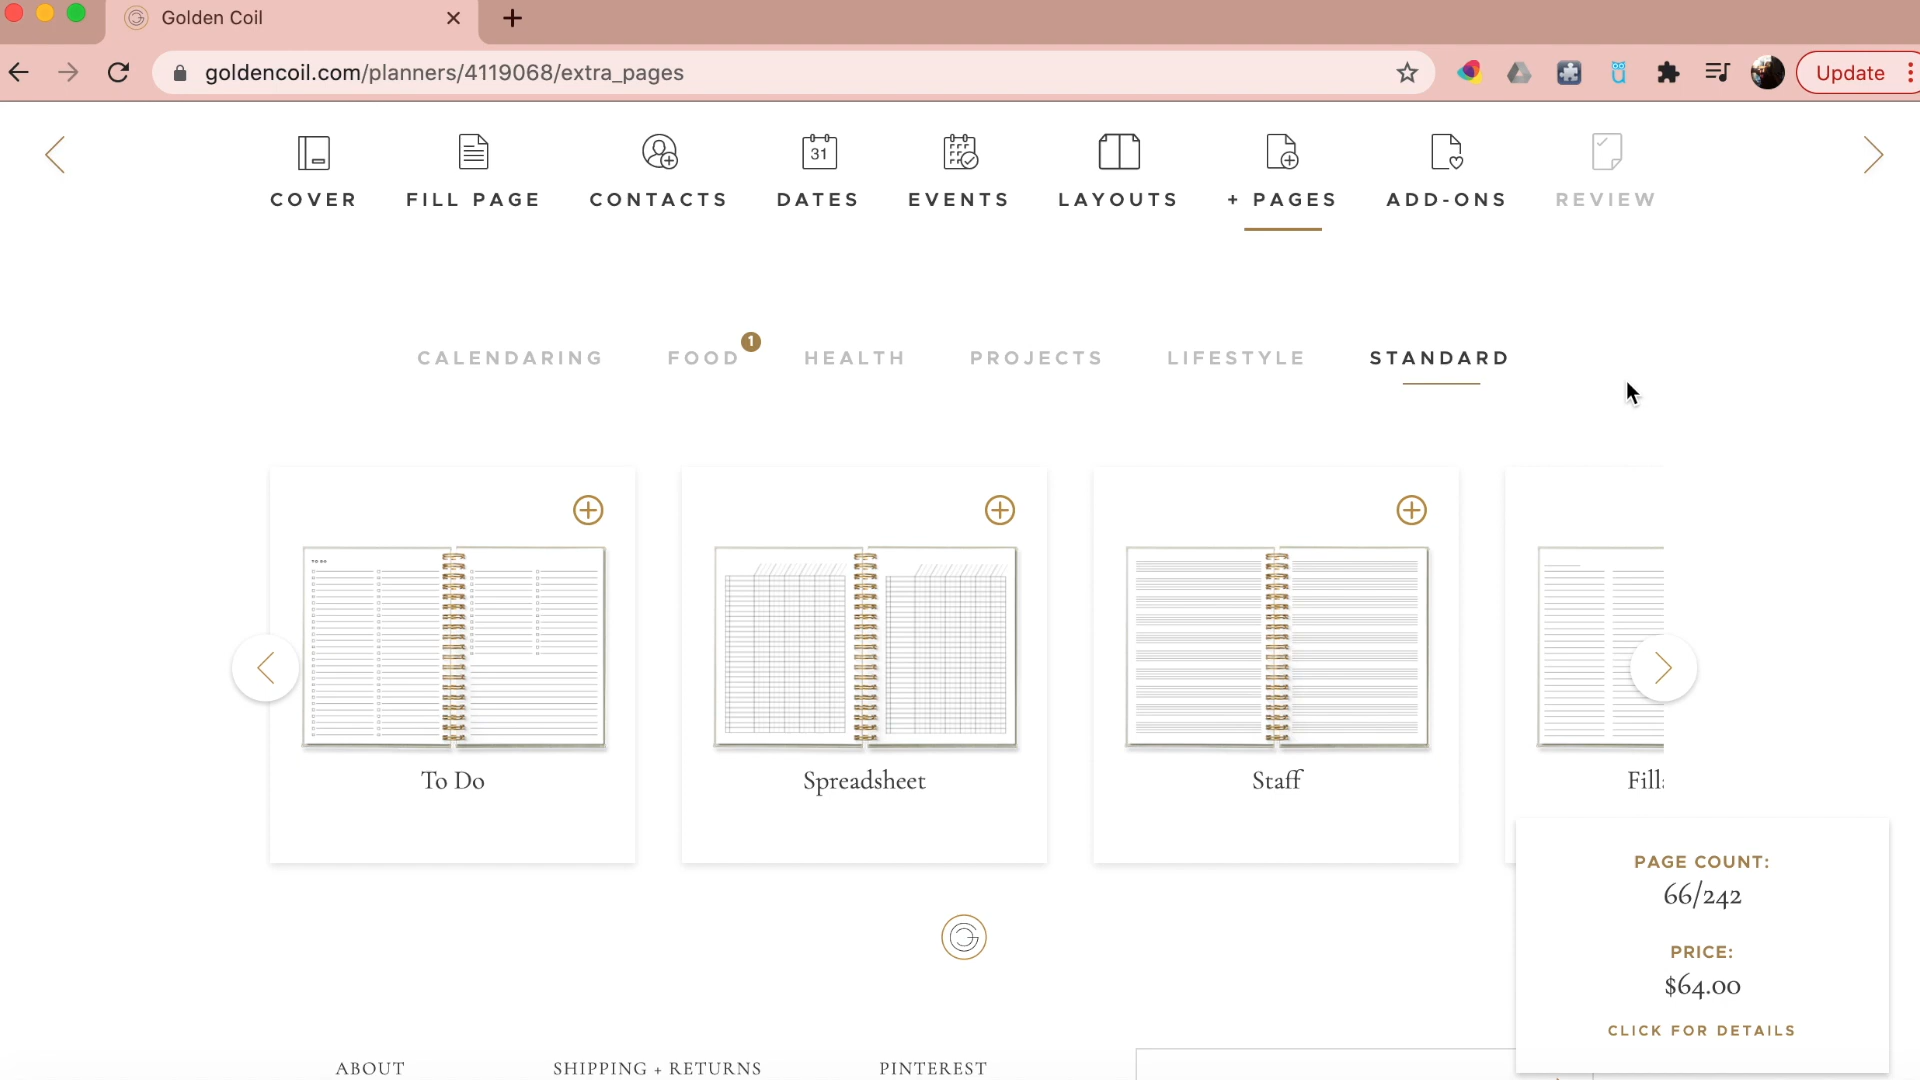 Golden Coil
goldencoil.com/planners/4119068/extra_pages
Update
31
COVER
FILL PAGE
CONTACTS
DATES
EVENTS
LAYOUTS
+ PAGES
ADD-ONS
REVIEW
CALENDARING
FOOD
1
HEALTH
PROJECTS
LIFESTYLE
STANDARD
TO DO
To Do
Spreadsheet
Staff
PAGE COUNT:
66/242
PRICE:
$64.00
CLICK FOR DETAILS
ABOUT
SHIPPING + RETURNS
PINTEREST